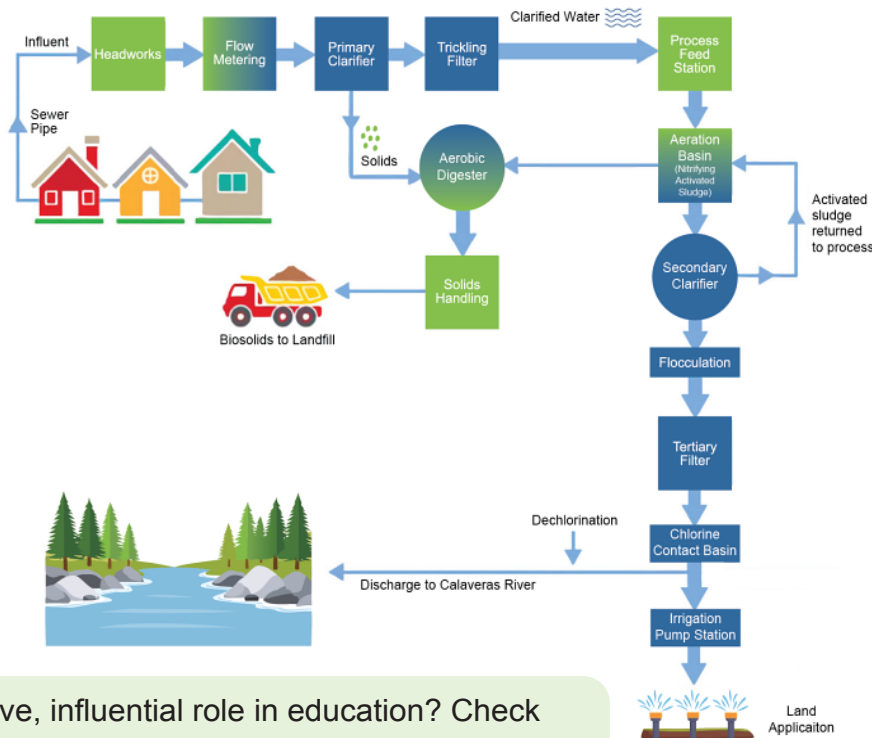 Clarified Water
Influent
Headworks
Flow
Metering
Primary
Clarifier
Trickling
Filter
Process
Feed
Station
Sewer
Pipe
Solids
Aerobic
Digester
Aeration
Basin
(Nitrifying
Activated
Sludge)
Activated
sludge
returned
to process
Secondary
Clarifier
Solids
Handling
Biosolids to Landfill
Flocculation
Tertiary
Filter
Dechlorination
Chlorine
Contact Basin
Discharge to Calaveras River
Irrigation
Pump Station
Land
Applicaiton
ve, influential role in education? Check